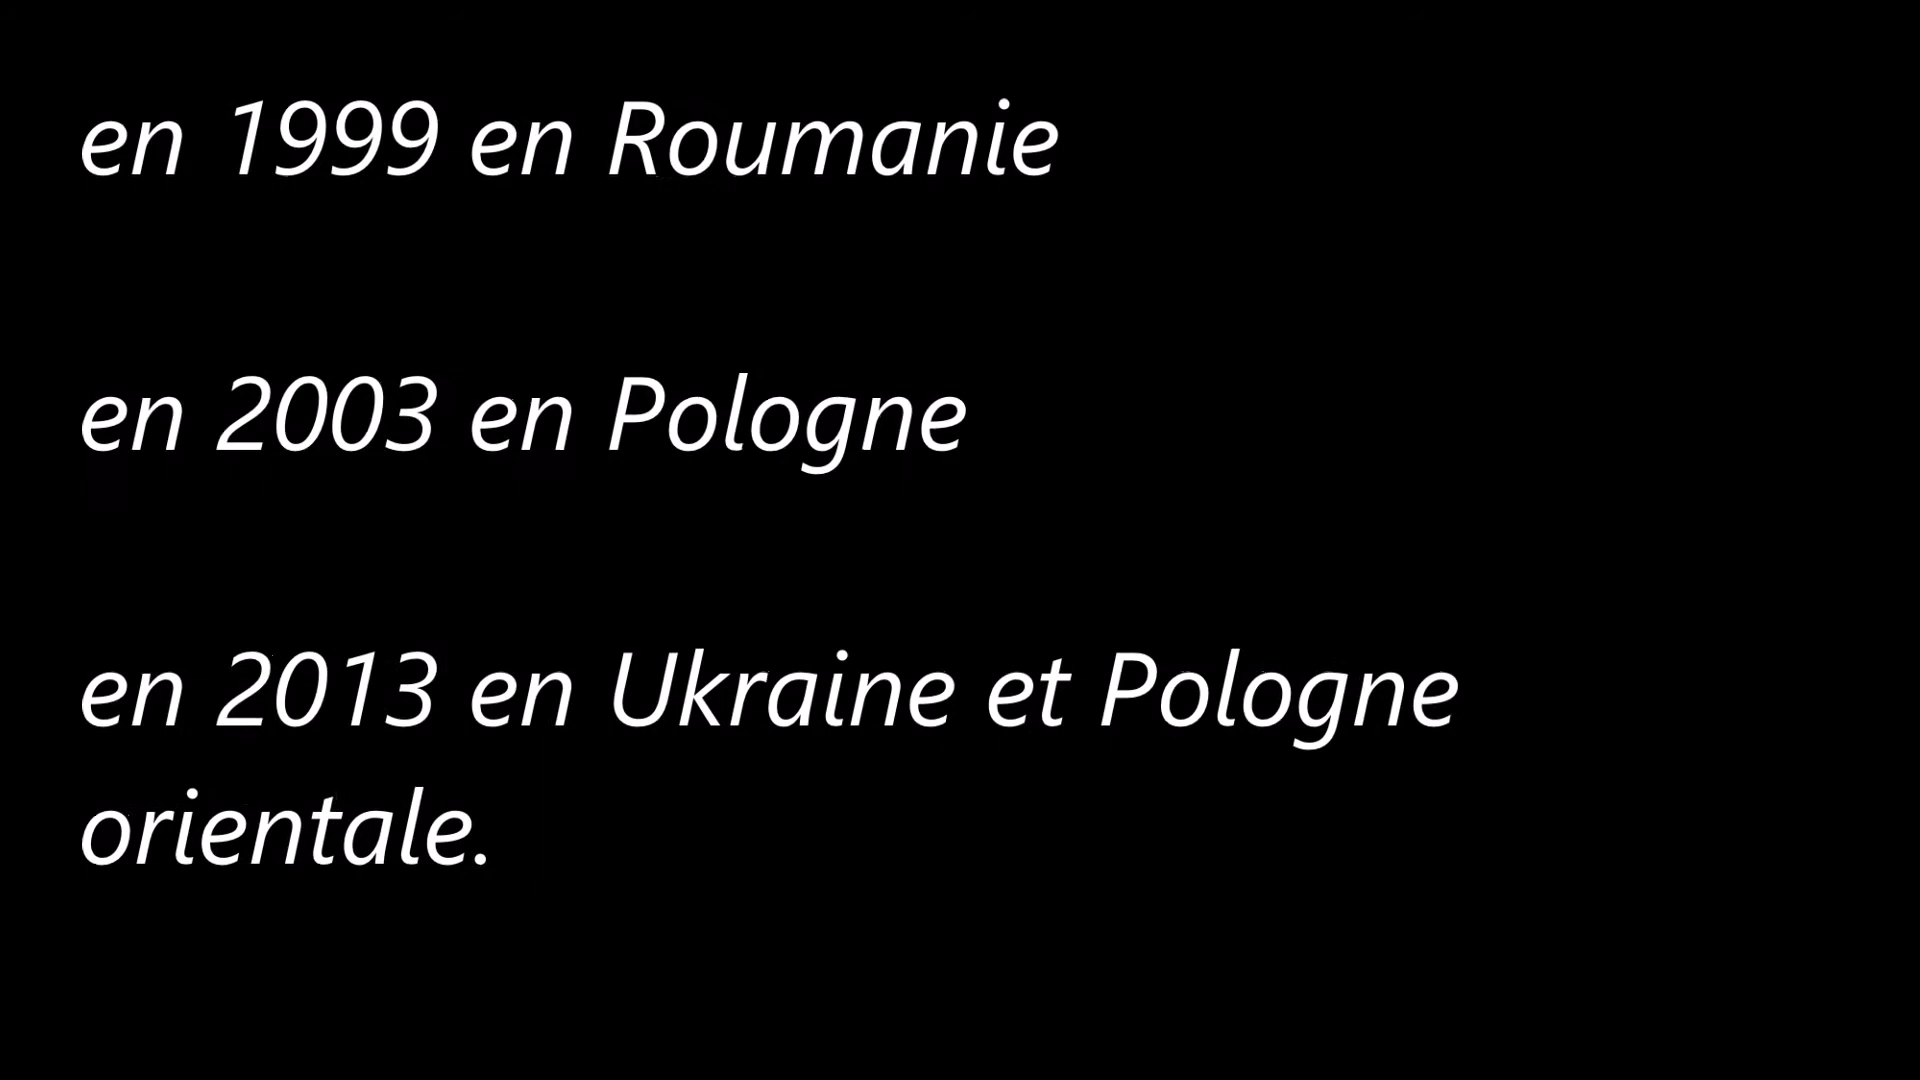 en 1999 en Roumanie
en 2003 en Pologne
en 2013 en Ukraine et Pologne
orientale.